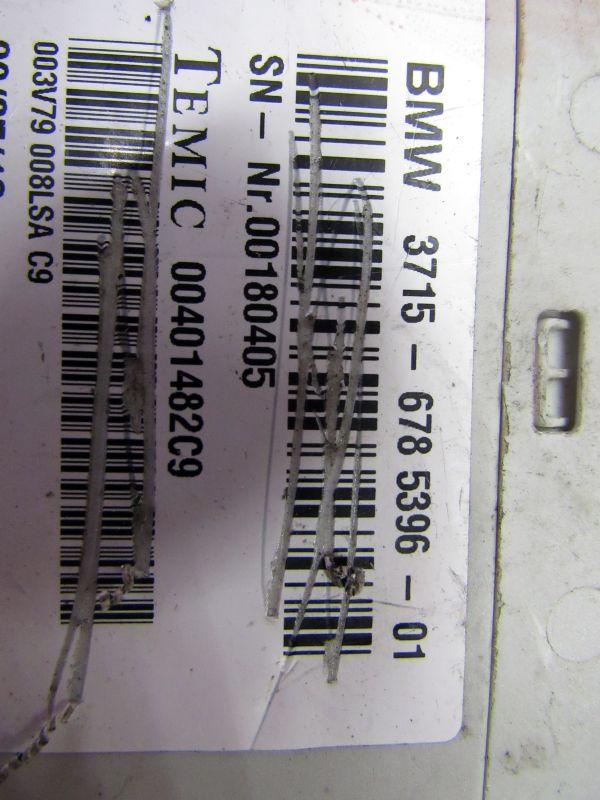 BMW 3715 - 678 5396 - 01
SN - Nr.00180405
TEMIC 00401482C9
003V79 008LSA C9